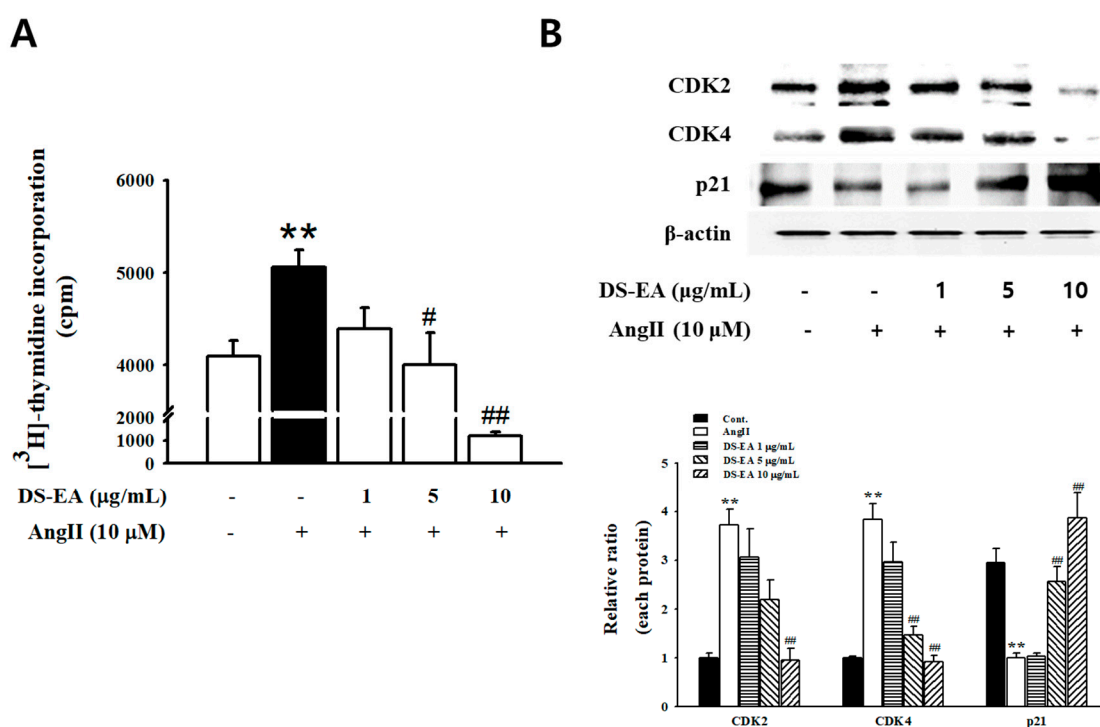 A
[3H]-thymidine incorporation
(cpm)
6000
5000
4000
2000
1000
0
**
#
##
DS-EA (μg/mL) - - 1 5 10
AngII (10 μM) - + + + +
B
CDK2
CDK4
p21
β-actin
DS-EA (μg/mL) - - 1 5 10
AngII (10 μM) - + + + +
Cont.
AngII
DS-EA 1 μg/mL
DS-EA 5 μg/mL
DS-EA 10 μg/mL
Relative ratio
(each protein)
5
4
3
2
1
0
**
##
**
##
##
**
##
##
CDK2 CDK4 p21